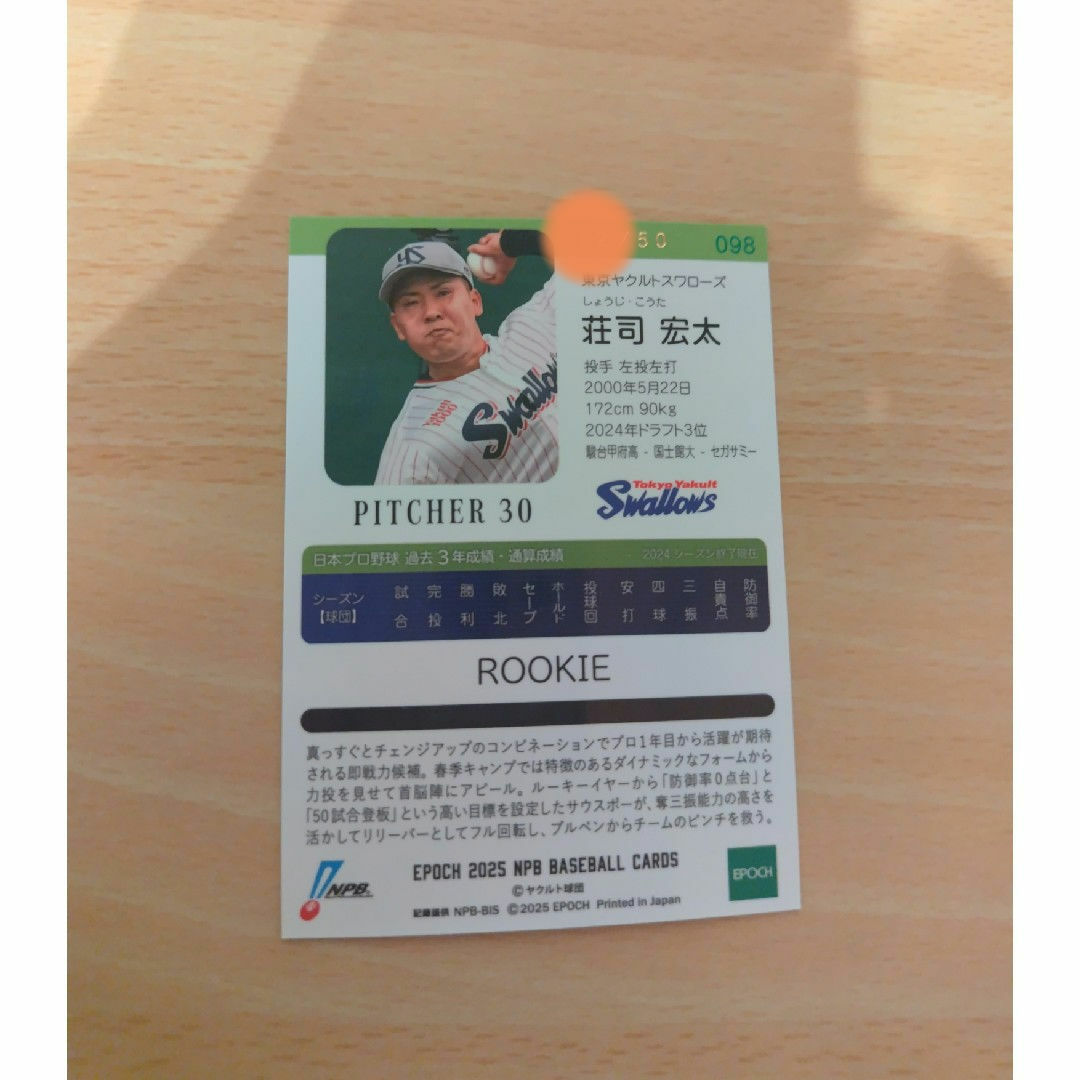 /50
098
東京ヤクルトスワローズ
しょうじ・こうた
荘司 宏太
投手 左投左打
2000年5月22日
172cm 90kg
2024年ドラフト3位
駿台甲府高 - 国士舘大 - セガサミー
Tokyo Yakult
Swallows
Swallows
PITCHER 30
日本プロ野球 過去3年成績・通算成績
2024 シーズン終了現在
シーズン
【球団】
試合
完投
勝利
敗北
セーブ
ホールド
投球回
安打
四球
三振
自責点
防御率
ROOKIE
真っすぐとチェンジアップのコンビネーションでプロ1年目から活躍が期待
される即戦力候補。春季キャンプでは特徴のあるダイナミックなフォームから
力投を見せて首脳陣にアピール。ルーキーイヤーから「防御率0点台」と
「50試合登板」という高い目標を設定したサウスポーが、奪三振能力の高さを
活かしてリリーバーとしてフル回転し、ブルペンからチームのピンチを救う。
NPB
EPOCH 2025 NPB BASEBALL CARDS
Ⓒヤクルト球団
記録提供 NPB-BIS Ⓒ2025 EPOCH Printed in Japan
EPOCH